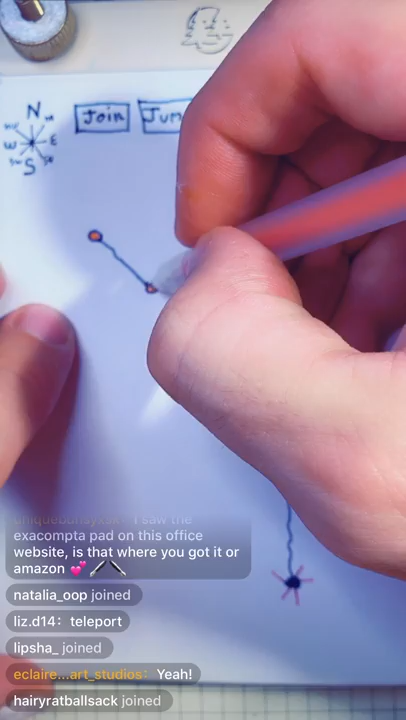 N
Join
W
E
S
uniquebunsyx3x: I saw the
exacompta pad on this office
website, is that where you got it or
amazon 💕
natalia_oop joined
liz.d14: teleport
lipsha_ joined
eclaire...art_studios: Yeah!
hairyratballsack joined